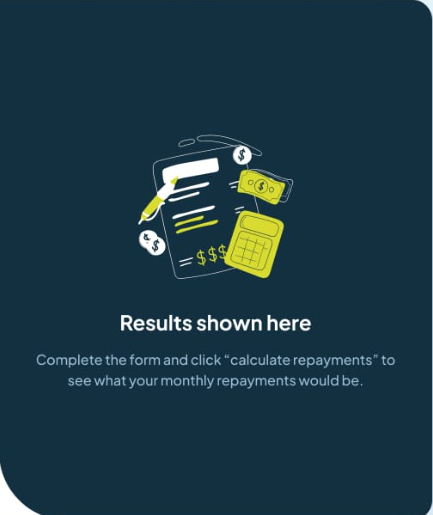 $
$
$
$
$$$
Results shown here
Complete the form and click “calculate repayments” to
see what your monthly repayments would be.